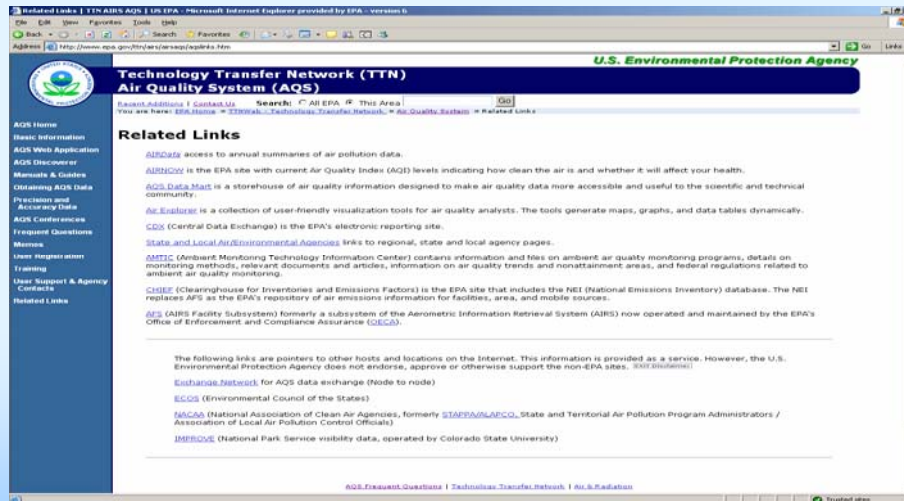 Related Links | TTN AIRS AQS | US EPA - Microsoft Internet Explorer provided by EPA - version 6
File Edit View Favorites Tools Help
Back Search Favorites
Address http://www.epa.gov/ttn/airs/airsaqs/aqslinks.htm Go Links
U.S. Environmental Protection Agency
Technology Transfer Network (TTN)
Air Quality System (AQS)
Recent Additions | Contact Us Search: All EPA This Area Go
You are here: EPA Home » TTNWeb - Technology Transfer Network » Air Quality System » Related Links
AQS Home
Basic Information
AQS Web Application
AQS Discoverer
Manuals & Guides
Obtaining AQS Data
Precision and
Accuracy Data
AQS Conferences
Frequent Questions
Memos
User Registration
Training
User Support & Agency
Contacts
Related Links
Related Links
AIRData access to annual summaries of air pollution data.
AIRNOW is the EPA site with current Air Quality Index (AQI) levels indicating how clean the air is and whether it will affect your health.
AQS Data Mart is a storehouse of air quality information designed to make air quality data more accessible and useful to the scientific and technical
community.
Air Explorer is a collection of user-friendly visualization tools for air quality analysts. The tools generate maps, graphs, and data tables dynamically.
CDX (Central Data Exchange) is the EPA's electronic reporting site.
State and Local Air/Environmental Agencies links to regional, state and local agency pages.
AMTIC (Ambient Monitoring Technology Information Center) contains information and files on ambient air quality monitoring programs, details on
monitoring methods, relevant documents and articles, information on air quality trends and nonattainment areas, and federal regulations related to
ambient air quality monitoring.
CHIEF (Clearinghouse for Inventories and Emissions Factors) is the EPA site that includes the NEI (National Emissions Inventory) database. The NEI
replaces AFS as the EPA's repository of air emissions information for facilities, area, and mobile sources.
AFS (AIRS Facility Subsystem) formerly a subsystem of the Aerometric Information Retrieval System (AIRS) now operated and maintained by the EPA's
Office of Enforcement and Compliance Assurance (OECA).
The following links are pointers to other hosts and locations on the Internet. This information is provided as a service. However, the U.S.
Environmental Protection Agency does not endorse, approve or otherwise support the non-EPA sites. EXIT Disclaimer
Exchange Network for AQS data exchange (Node to node)
ECOS (Environmental Council of the States)
NACAA (National Association of Clean Air Agencies, formerly STAPPA/ALAPCO, State and Territorial Air Pollution Program Administrators /
Association of Local Air Pollution Control Officials)
IMPROVE (National Park Service visibility data, operated by Colorado State University)
AQS Frequent Questions | Technology Transfer Network | Air & Radiation
Trusted sites